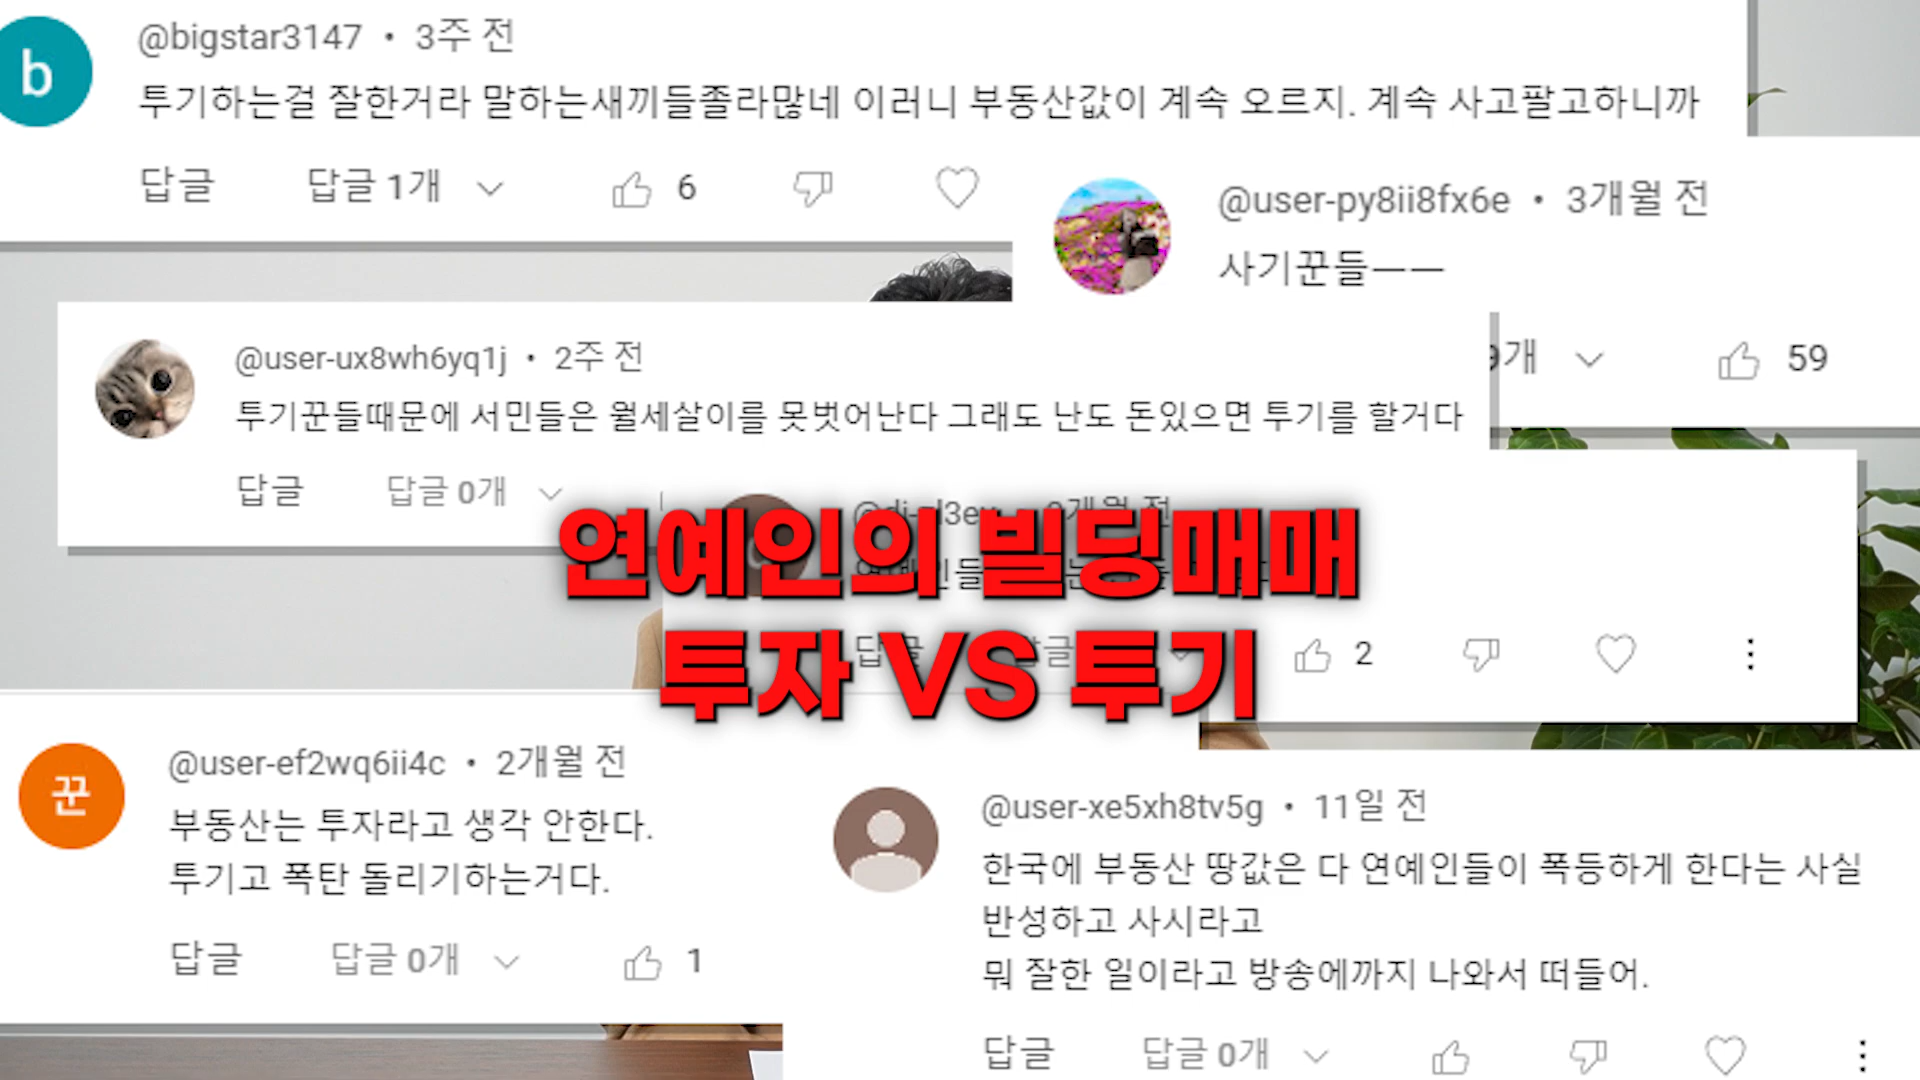 b
@bigstar3147 • 3주 전
투기하는걸 잘한거라 말하는새끼들졸라많네 이러니 부동산값이 계속 오르지. 계속 사고팔고하니까
답글 답글 1개 6
@user-py8ii8fx6e • 3개월 전
사기꾼들ㅡㅡ
9개 59
@user-ux8wh6yq1j • 2주 전
투기꾼들때문에 서민들은 월세살이를 못벗어난다 그래도 난도 돈있으면 투기를 할거다
답글 답글 0개
연예인의 빌딩매매
투자 VS 투기
답글 2
꾼
@user-ef2wq6ii4c • 2개월 전
부동산는 투자라고 생각 안한다.
투기고 폭탄 돌리기하는거다.
답글 답글 0개 1
@user-xe5xh8tv5g • 11일 전
한국에 부동산 땅값은 다 연예인들이 폭등하게 한다는 사실
반성하고 사시라고
뭐 잘한 일이라고 방송에까지 나와서 떠들어.
답글 답글 0개